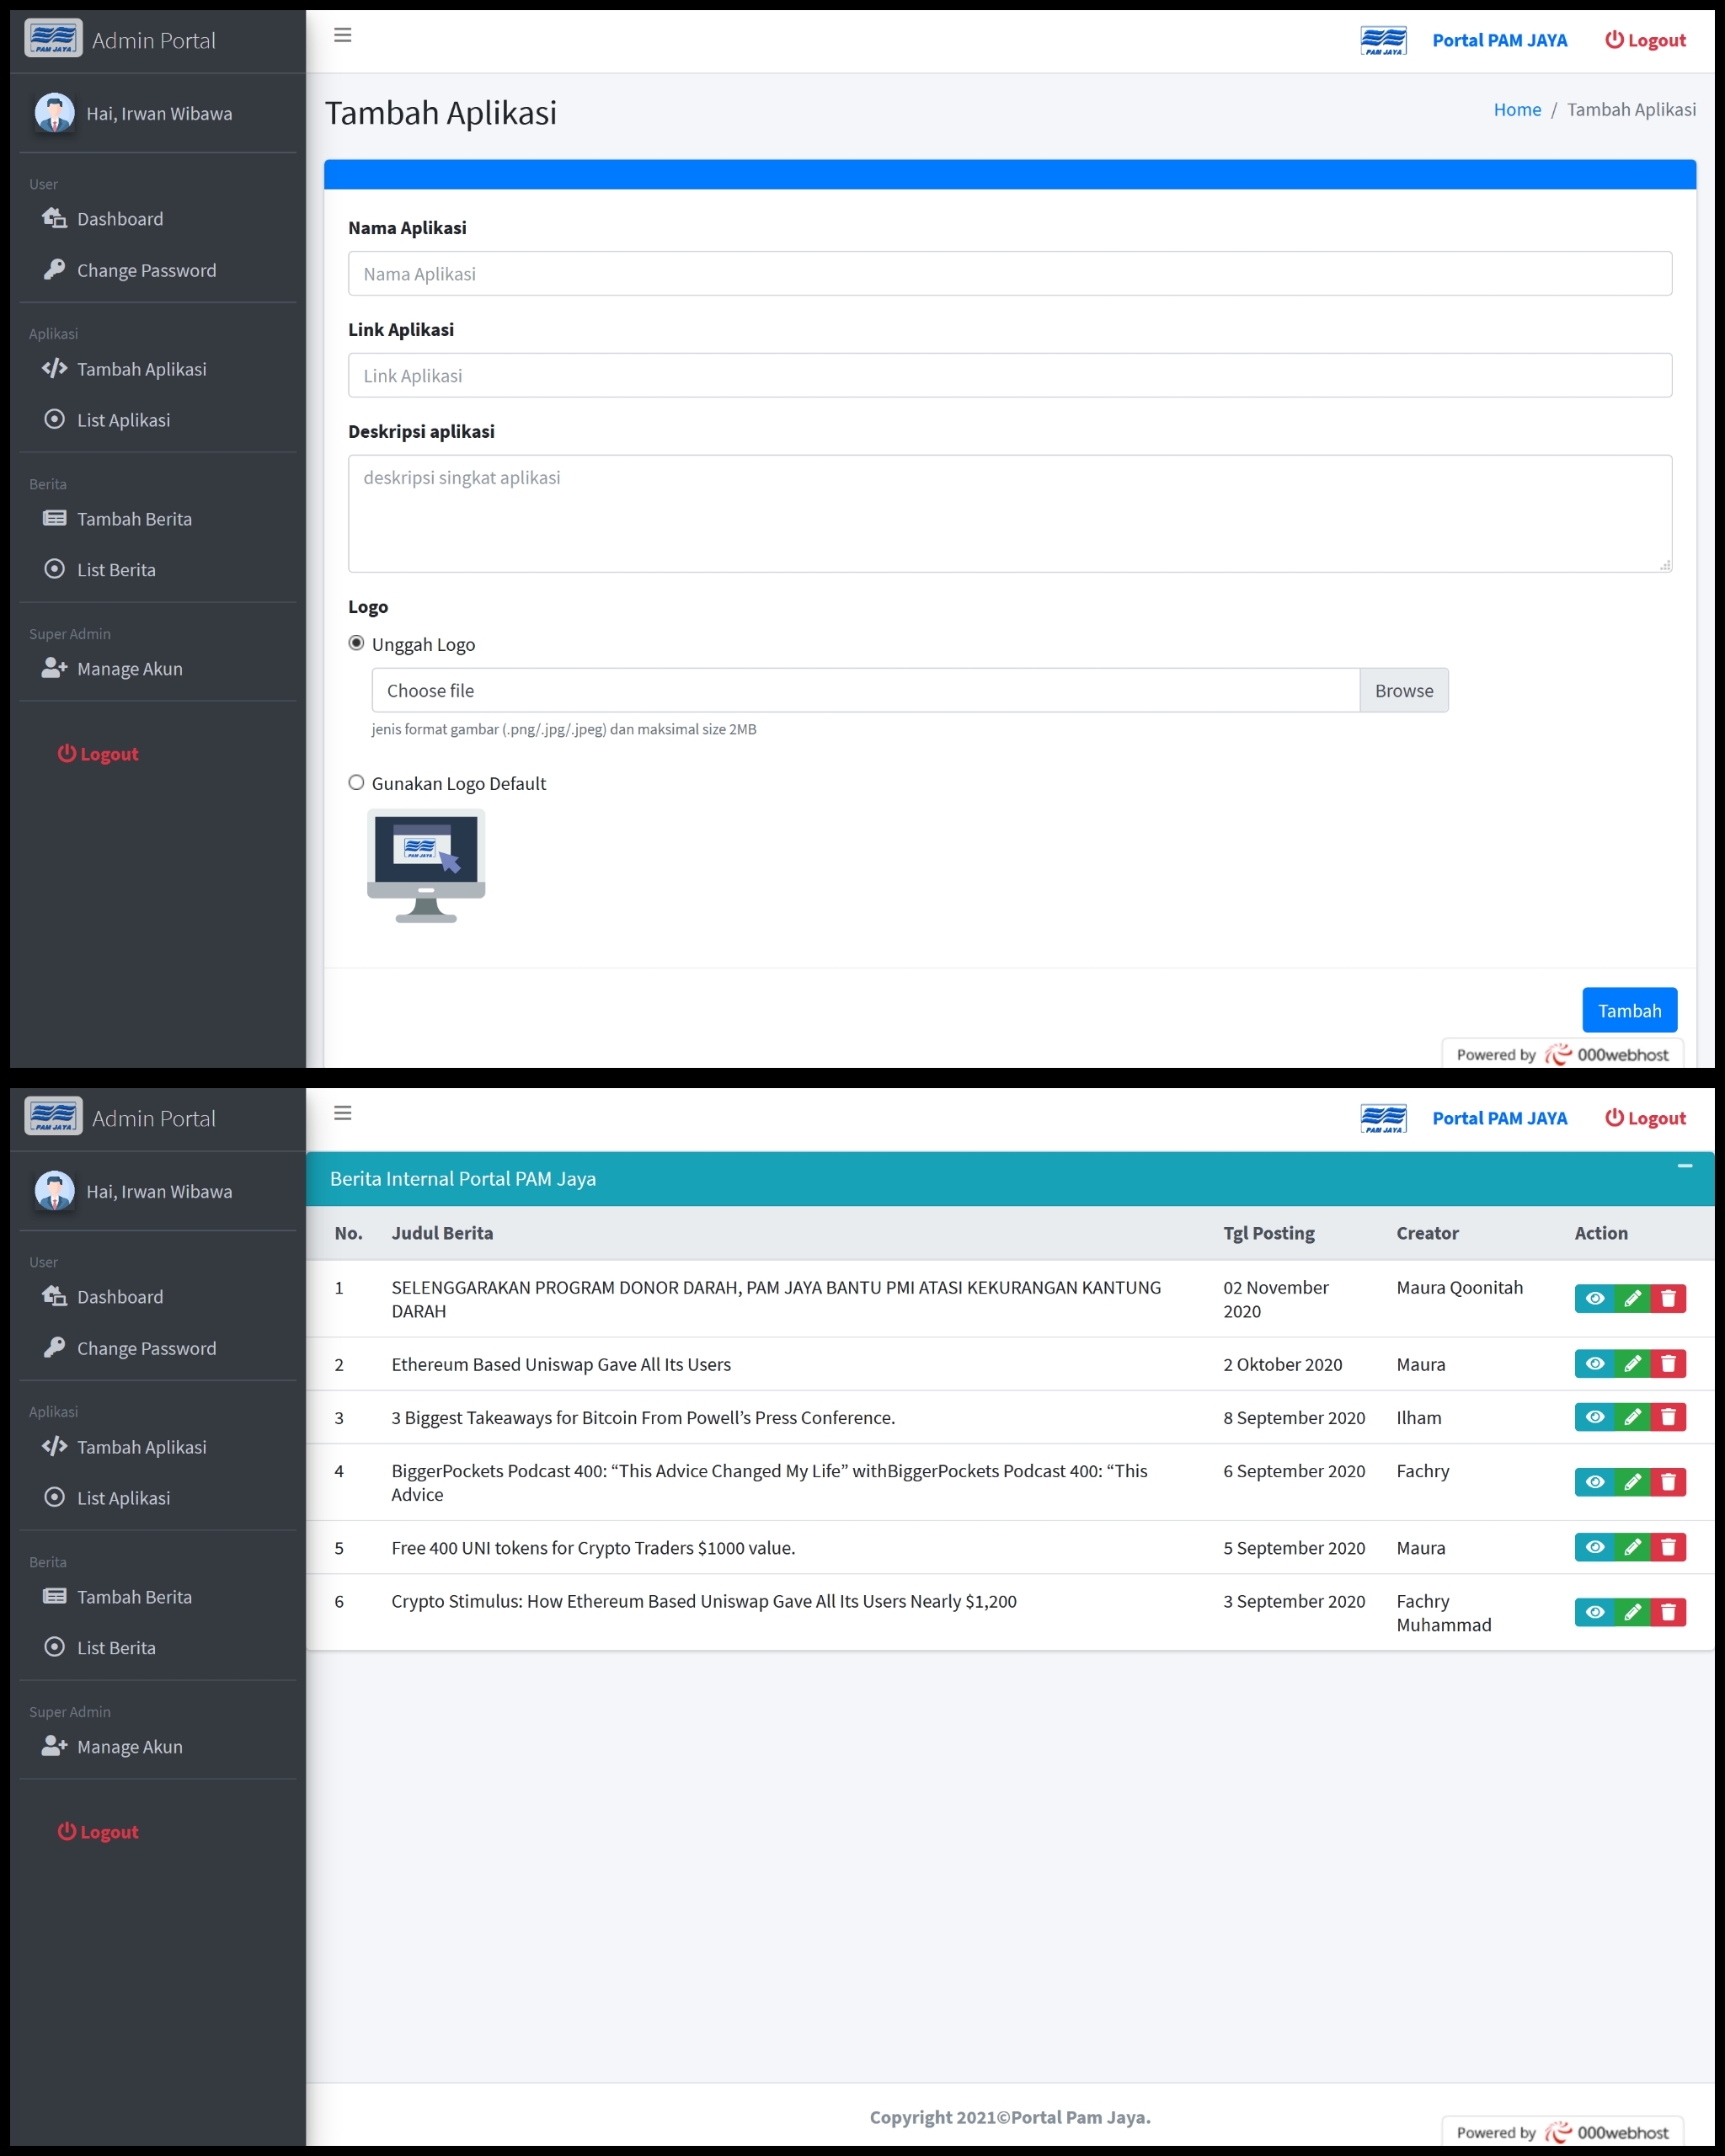 PAM JAYA
Admin Portal
PAM JAYA
Portal PAM JAYA
Logout
Hai, Irwan Wibawa
User
Dashboard
Change Password
Aplikasi
Tambah Aplikasi
List Aplikasi
Berita
Tambah Berita
List Berita
Super Admin
Manage Akun
Logout
Tambah Aplikasi
Home / Tambah Aplikasi
Nama Aplikasi
Nama Aplikasi
Link Aplikasi
Link Aplikasi
Deskripsi aplikasi
deskripsi singkat aplikasi
Logo
Unggah Logo
Choose file
Browse
jenis format gambar (.png/.jpg/.jpeg) dan maksimal size 2MB
Gunakan Logo Default
PAM JAYA
Tambah
Powered by 000webhost
PAM JAYA
Admin Portal
PAM JAYA
Portal PAM JAYA
Logout
Hai, Irwan Wibawa
User
Dashboard
Change Password
Aplikasi
Tambah Aplikasi
List Aplikasi
Berita
Tambah Berita
List Berita
Super Admin
Manage Akun
Logout
Berita Internal Portal PAM Jaya
No. Judul Berita Tgl Posting Creator Action
1 SELENGGARAKAN PROGRAM DONOR DARAH, PAM JAYA BANTU PMI ATASI KEKURANGAN KANTUNG 02 November Maura Qoonitah
DARAH 2020
2 Ethereum Based Uniswap Gave All Its Users 2 Oktober 2020 Maura
3 3 Biggest Takeaways for Bitcoin From Powell’s Press Conference. 8 September 2020 Ilham
4 BiggerPockets Podcast 400: “This Advice Changed My Life” withBiggerPockets Podcast 400: “This 6 September 2020 Fachry
Advice
5 Free 400 UNI tokens for Crypto Traders $1000 value. 5 September 2020 Maura
6 Crypto Stimulus: How Ethereum Based Uniswap Gave All Its Users Nearly $1,200 3 September 2020 Fachry
Muhammad
Copyright 2021©Portal Pam Jaya.
Powered by 000webhost